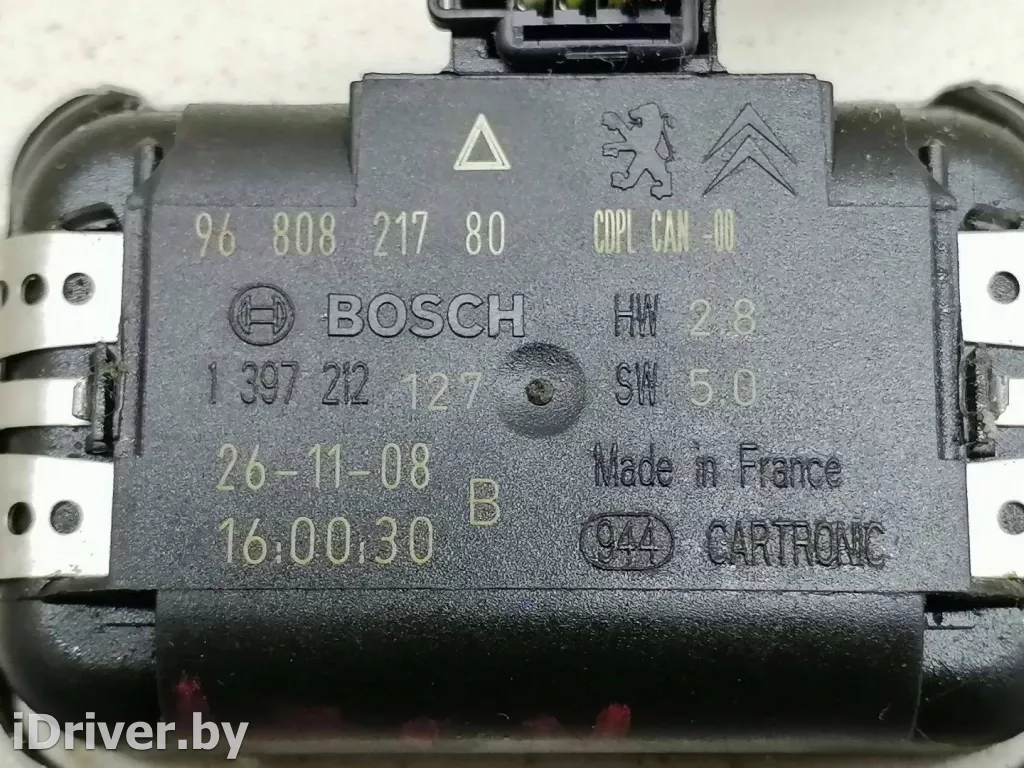 96 808 217 80 CDPL CAN -00
BOSCH HW 2.8
1 397 212 127 SW 5.0
26-11-08 Made in France
B
16:00:30 944 CARTRONIC
iDriver.by